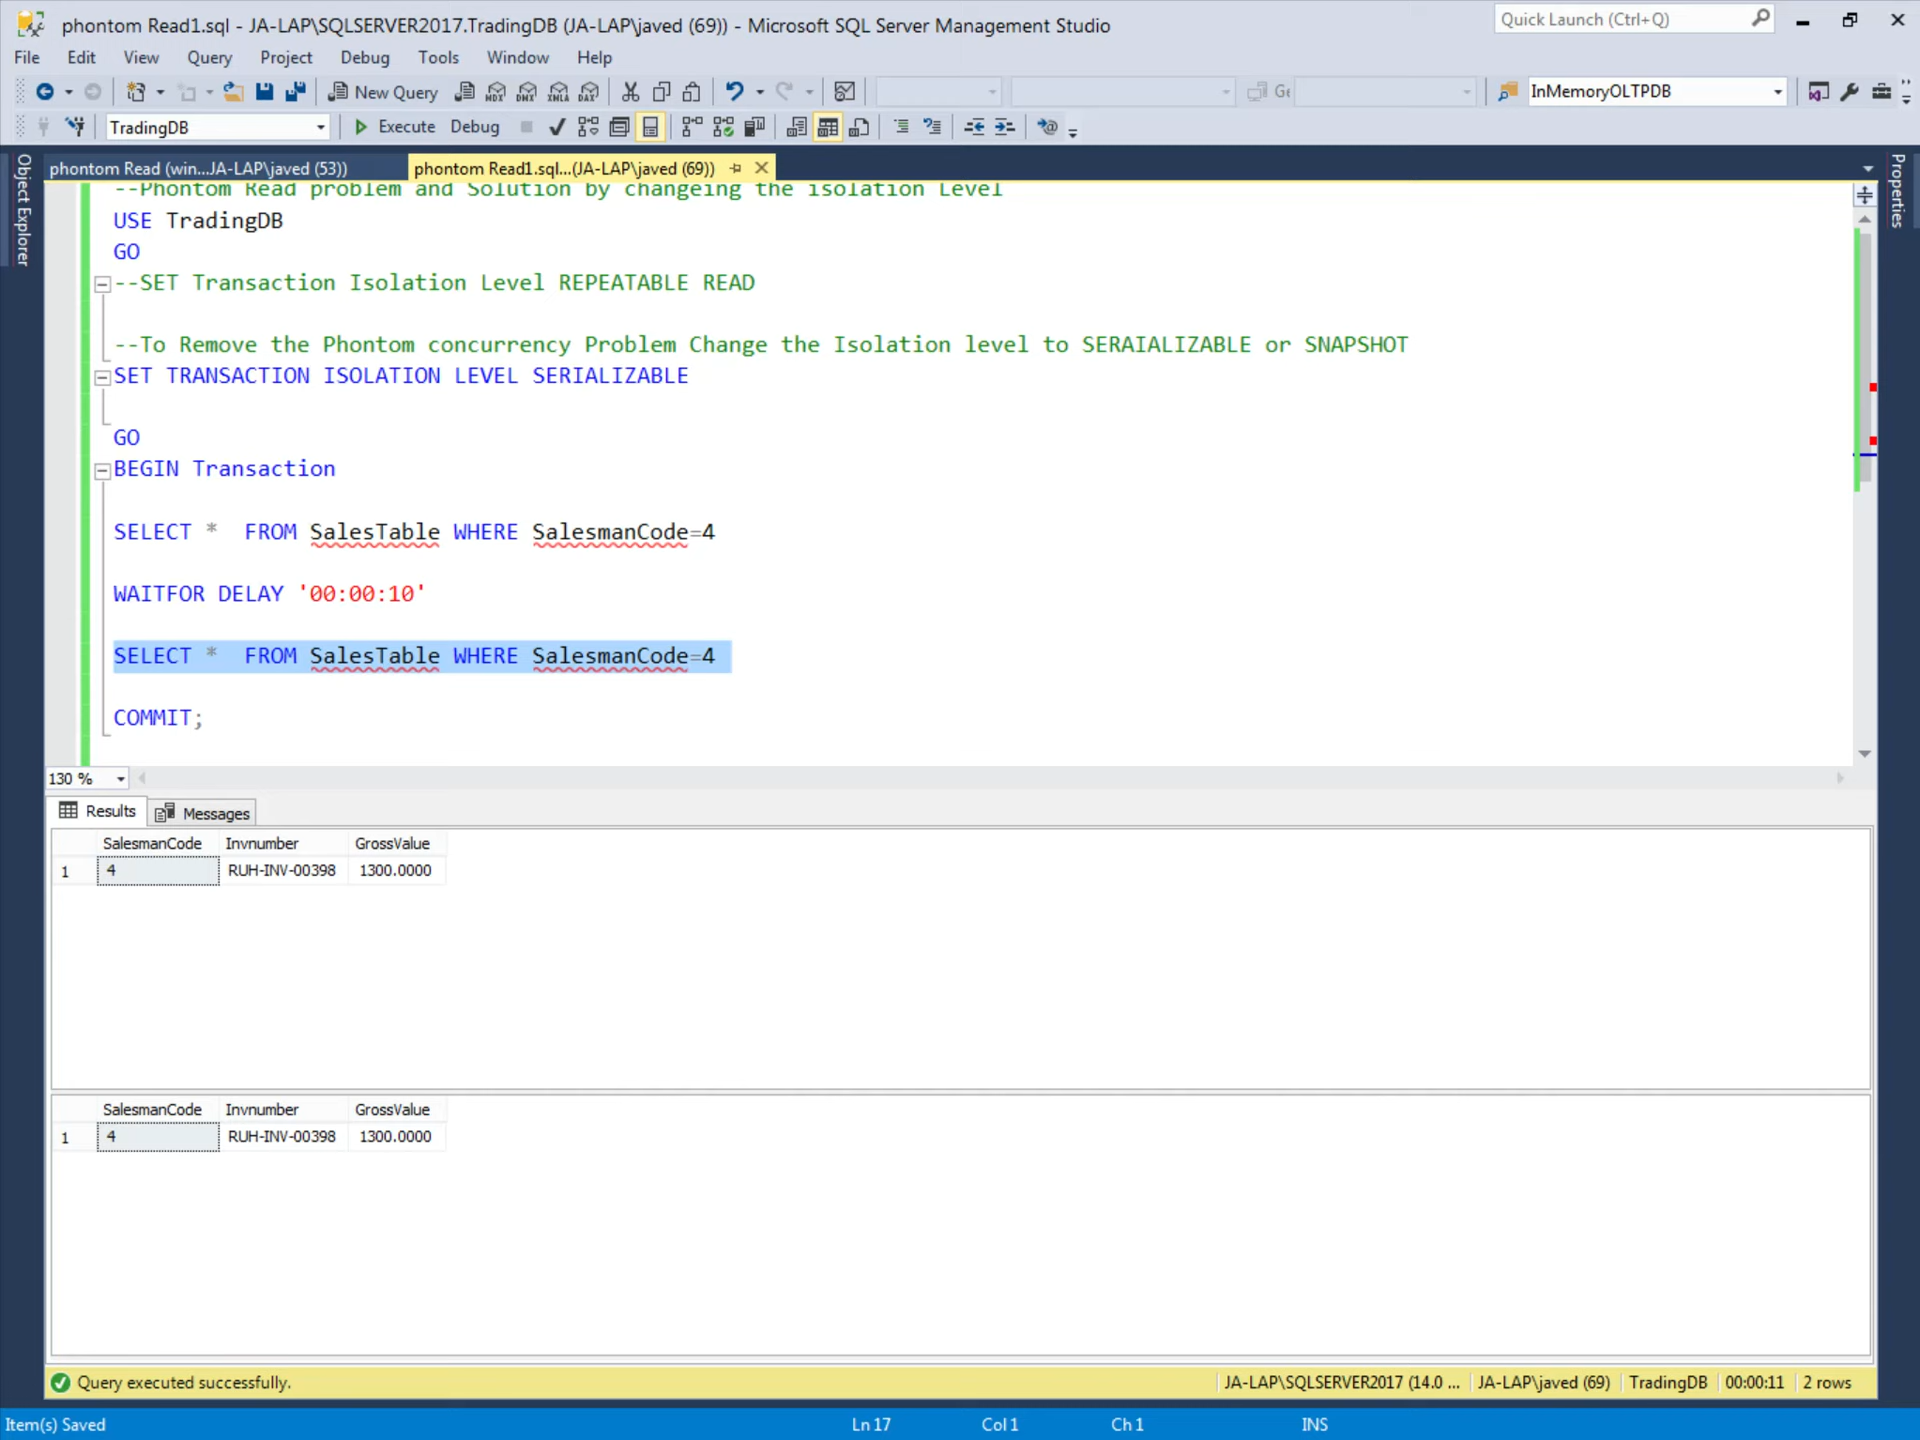 phontom Read1.sql - JA-LAP\SQLSERVER2017.TradingDB (JA-LAP\javed (69)) - Microsoft SQL Server Management Studio
Quick Launch (Ctrl+Q)
File Edit View Query Project Debug Tools Window Help
New Query
MDX DMX XMLA DAX
Ge
InMemoryOLTPDB
TradingDB
Execute Debug
Object Explorer
Properties
phontom Read (win...JA-LAP\javed (53))
phontom Read1.sql...(JA-LAP\javed (69))
--Phontom Read problem and Solution by changeing the isolation Level
USE TradingDB
GO
--SET Transaction Isolation Level REPEATABLE READ
--To Remove the Phontom concurrency Problem Change the Isolation level to SERAIALIZABLE or SNAPSHOT
SET TRANSACTION ISOLATION LEVEL SERIALIZABLE
GO
BEGIN Transaction
SELECT *  FROM SalesTable WHERE SalesmanCode=4
WAITFOR DELAY '00:00:10'
SELECT *  FROM SalesTable WHERE SalesmanCode=4
COMMIT;
130 %
Results Messages
SalesmanCode Invnumber GrossValue
1 4 RUH-INV-00398 1300.0000
SalesmanCode Invnumber GrossValue
1 4 RUH-INV-00398 1300.0000
Query executed successfully.
JA-LAP\SQLSERVER2017 (14.0 ... JA-LAP\javed (69) TradingDB 00:00:11 2 rows
Item(s) Saved Ln 17 Col 1 Ch 1 INS